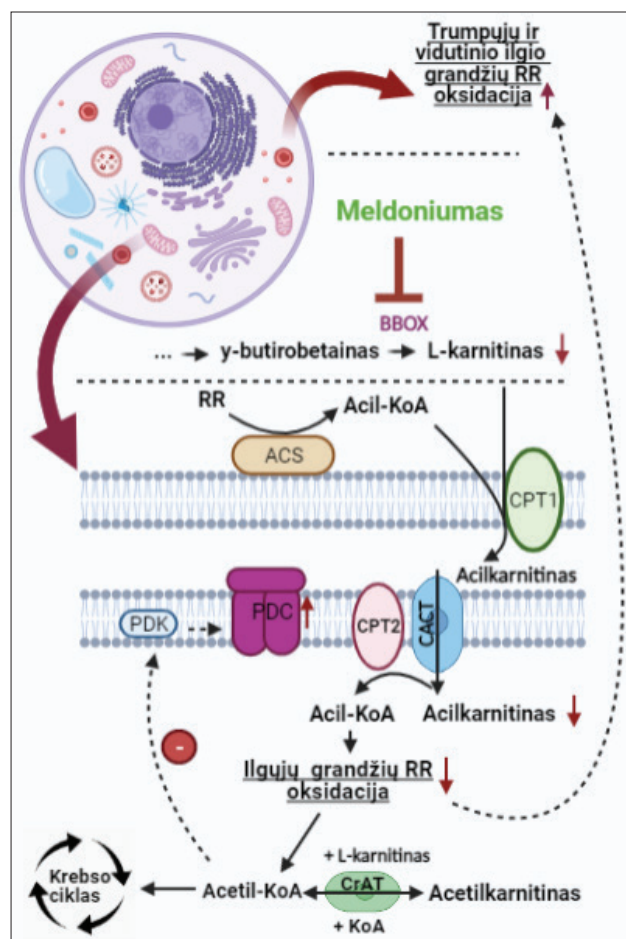 Trumpųjų ir
vidutinio ilgio
grandžių RR
oksidacija
Meldoniumas
BBOX
... y-butirobetainas L-karnitinas
RR Acil-KoA
ACS
CPT1
Acilkarnitinas
PDK
PDC
CPT2
CACT
Acil-KoA Acilkarnitinas
-
Ilgųjų grandžių RR
oksidacija
+ L-karnitinas
Krebso
ciklas
Acetil-KoA CrAT Acetilkarnitinas
+ KoA